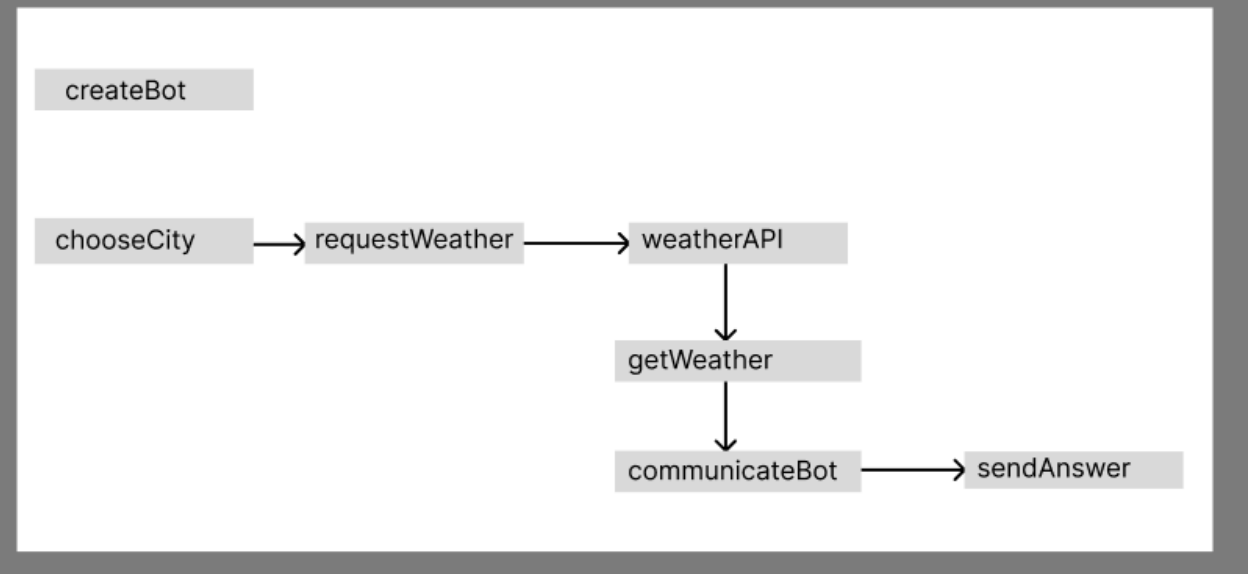 createBot
chooseCity
requestWeather
weatherAPI
getWeather
communicateBot
sendAnswer